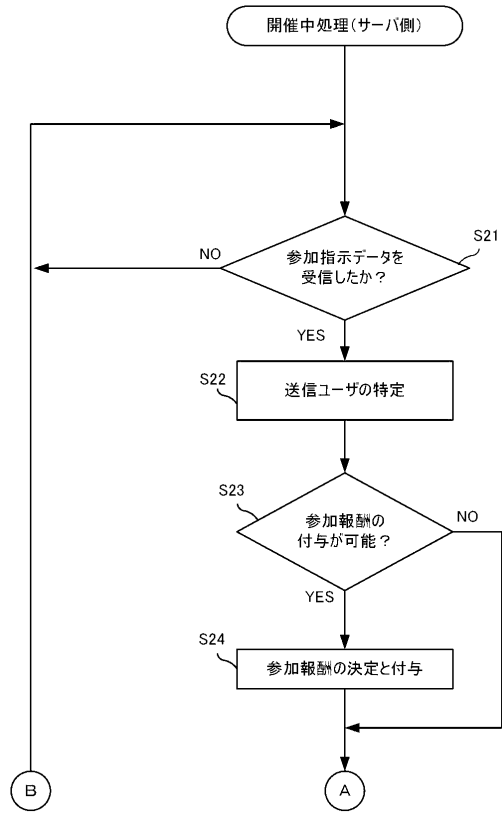 開催中処理(サーバ側)
S21
参加指示データを
受信したか？
NO
YES
S22
送信ユーザの特定
S23
参加報酬の
付与が可能？
NO
YES
S24
参加報酬の決定と付与
B
A